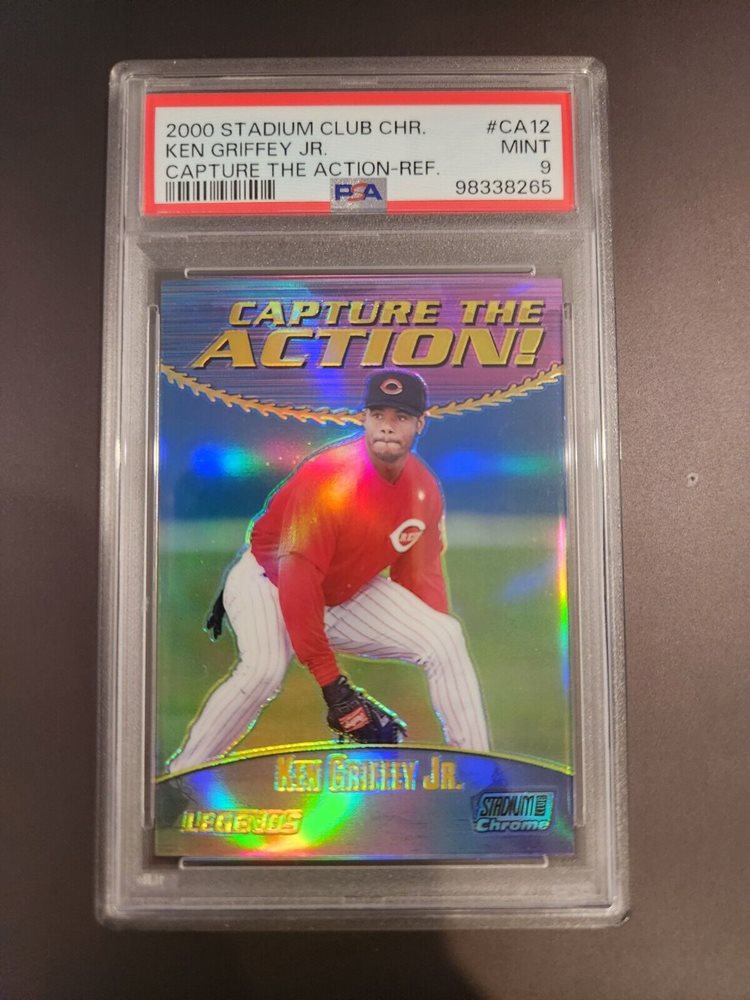 2000 STADIUM CLUB CHR. #CA12
KEN GRIFFEY JR. MINT
CAPTURE THE ACTION-REF. 9
PSA 98338265
CAPTURE THE
ACTION!
C
C
REDS
KEN GRIFFEY JR.
LEGENDS
STADIUM CLUB
Chrome